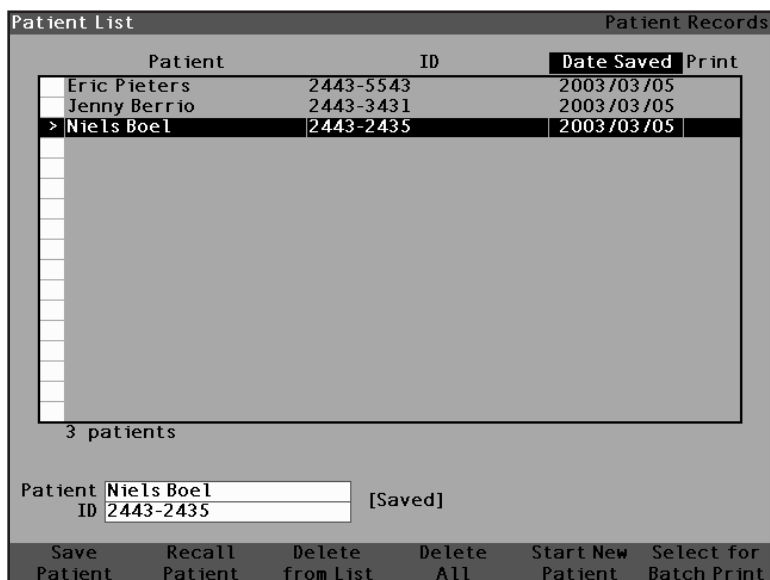 Patient List Patient Records
Patient ID Date Saved Print
Eric Pieters 2443-5543 2003/03/05
Jenny Berrio 2443-3431 2003/03/05
> Niels Boel 2443-2435 2003/03/05
3 patients
Patient Niels Boel [Saved]
ID 2443-2435
Save Recall Delete Delete Start New Select for
Patient Patient from List All Patient Batch Print